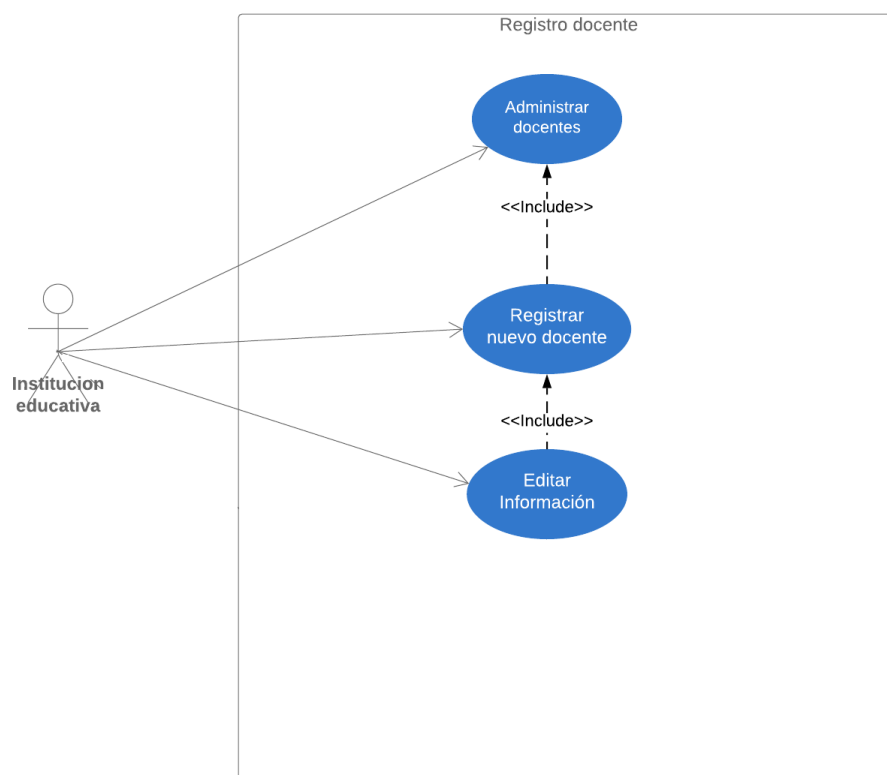 Registro docente
Administrar
docentes
<<Include>>
Registrar
nuevo docente
Institucion
educativa
<<Include>>
Editar
Información